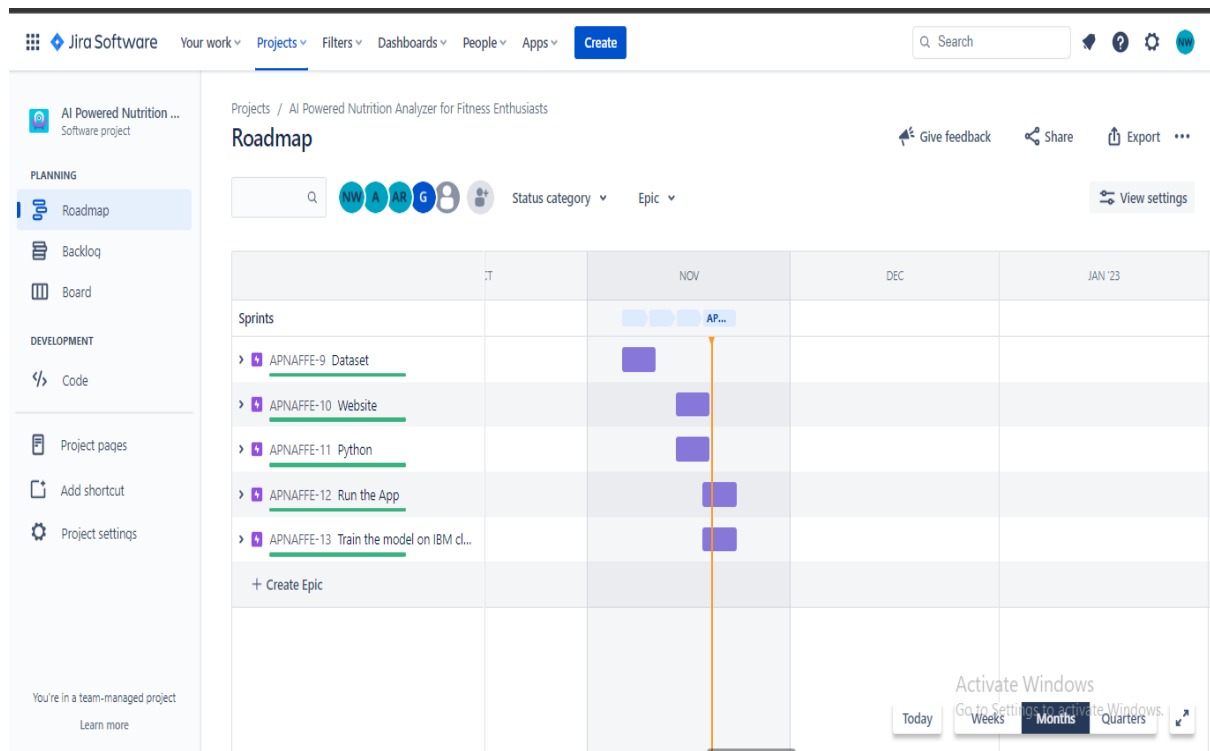 Jira Software Your work Projects Filters Dashboards People Apps Create Search NW
AI Powered Nutrition ...
Software project
PLANNING
Roadmap
Backlog
Board
DEVELOPMENT
Code
Project pages
Add shortcut
Project settings
You're in a team-managed project
Learn more
Projects / AI Powered Nutrition Analyzer for Fitness Enthusiasts
Roadmap
Give feedback Share Export
NW A AR G Status category Epic View settings
CT NOV DEC JAN '23
Sprints AP...
APNAFFE-9 Dataset
APNAFFE-10 Website
APNAFFE-11 Python
APNAFFE-12 Run the App
APNAFFE-13 Train the model on IBM cl...
+ Create Epic
Activate Windows
Go to Settings to activate Windows.
Today Weeks Months Quarters